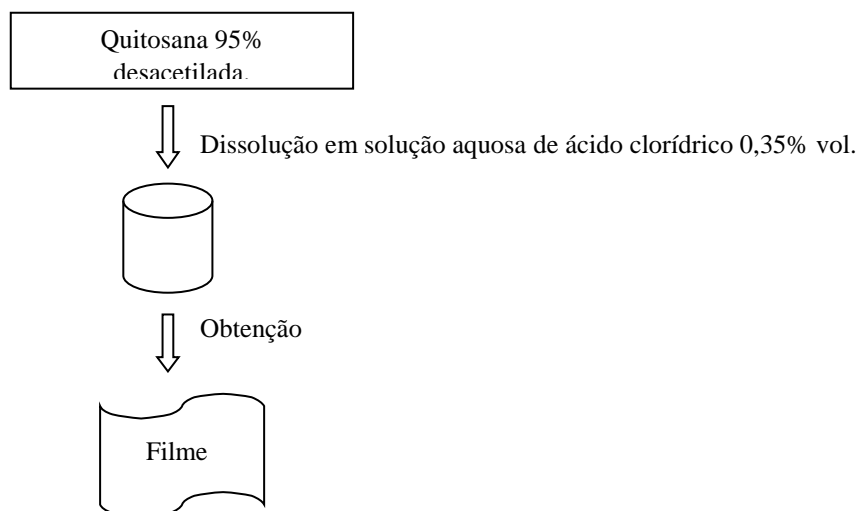 Quitosana 95%
desacetilada.
Dissolução em solução aquosa de ácido clorídrico 0,35% vol.
Obtenção
Filme